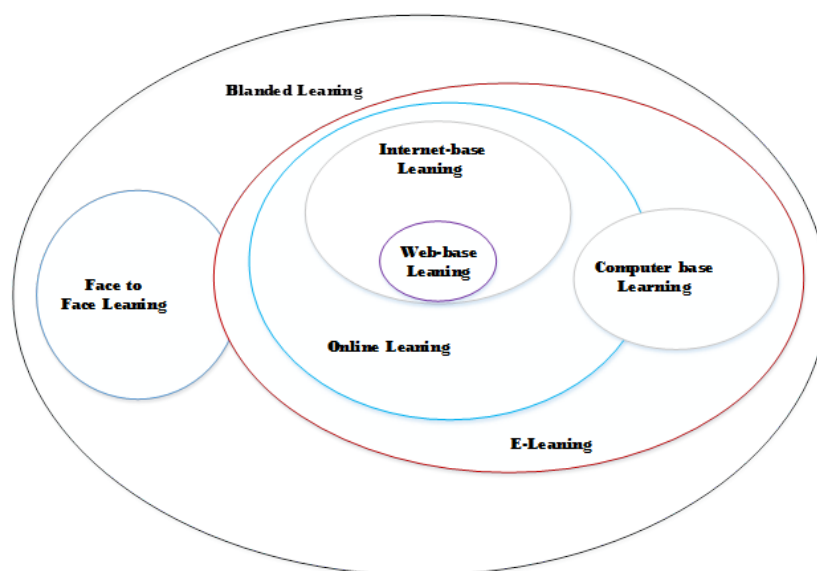 Blanded Leaning
Internet-base
Leaning
Web-base
Leaning
Face to
Face Leaning
Computer base
Learning
Online Leaning
E-Leaning